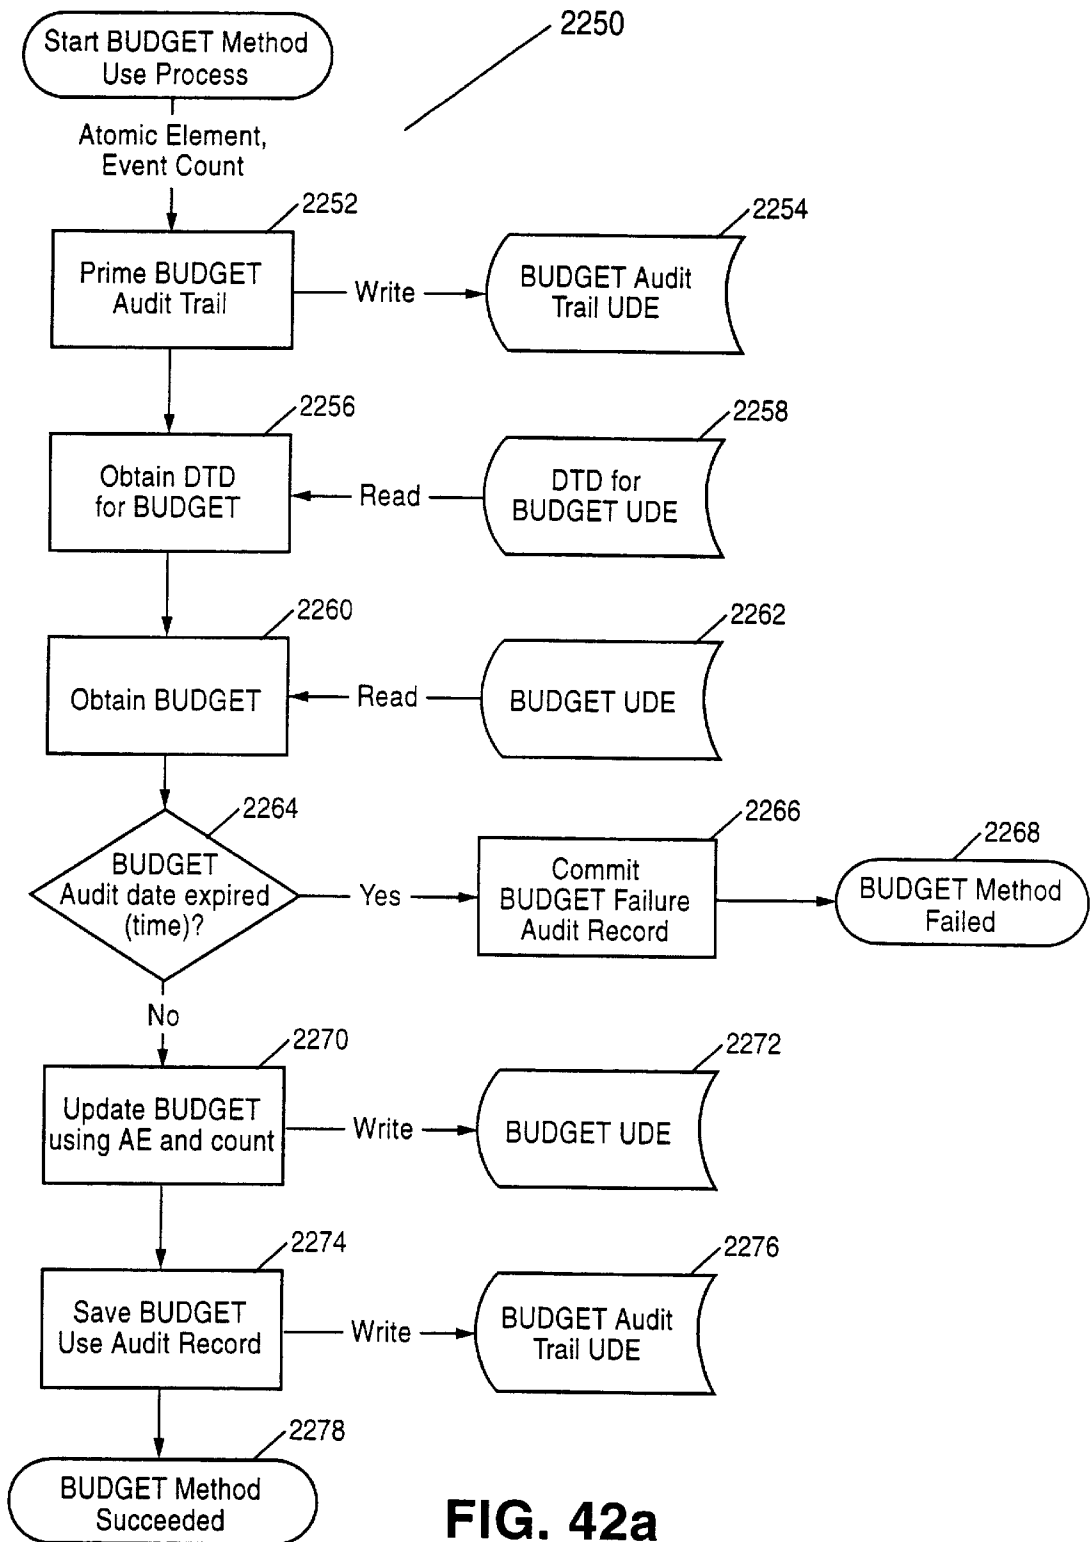 Start BUDGET Method
Use Process
2250
Atomic Element,
Event Count
2252
Prime BUDGET
Audit Trail
Write
2254
BUDGET Audit
Trail UDE
2256
Obtain DTD
for BUDGET
Read
2258
DTD for
BUDGET UDE
2260
Obtain BUDGET
Read
2262
BUDGET UDE
2264
BUDGET
Audit date expired
(time)?
Yes
2266
Commit
BUDGET Failure
Audit Record
2268
BUDGET Method
Failed
No
2270
Update BUDGET
using AE and count
Write
2272
BUDGET UDE
2274
Save BUDGET
Use Audit Record
Write
2276
BUDGET Audit
Trail UDE
2278
BUDGET Method
Succeeded
FIG. 42a